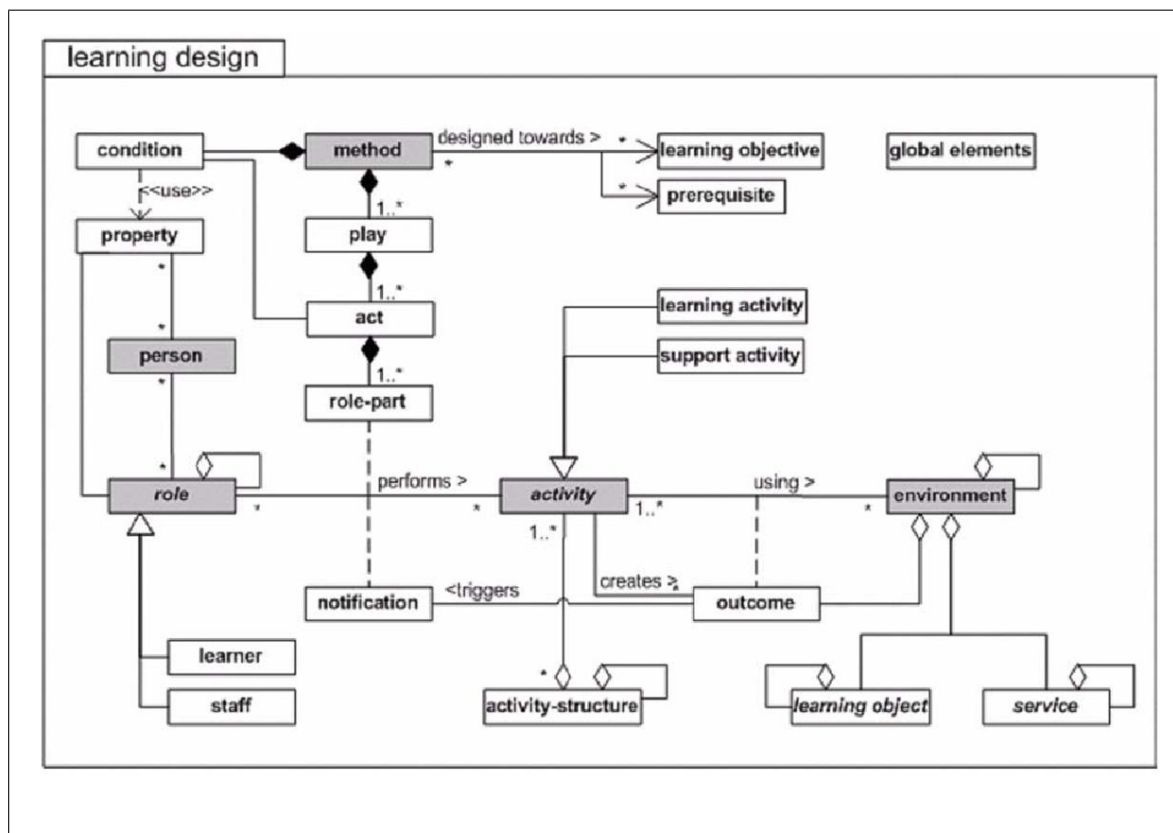 learning design
condition
method
designed towards >
*
*
learning objective
global elements
<<use>>
*
prerequisite
1..*
property
play
*
1..*
learning activity
act
*
support activity
person
*
1..*
role-part
*
role
performs >
activity
using >
environment
*
*
1..*
*
1..*
creates >
*
notification
<triggers
outcome
learner
*
staff
activity-structure
learning object
service